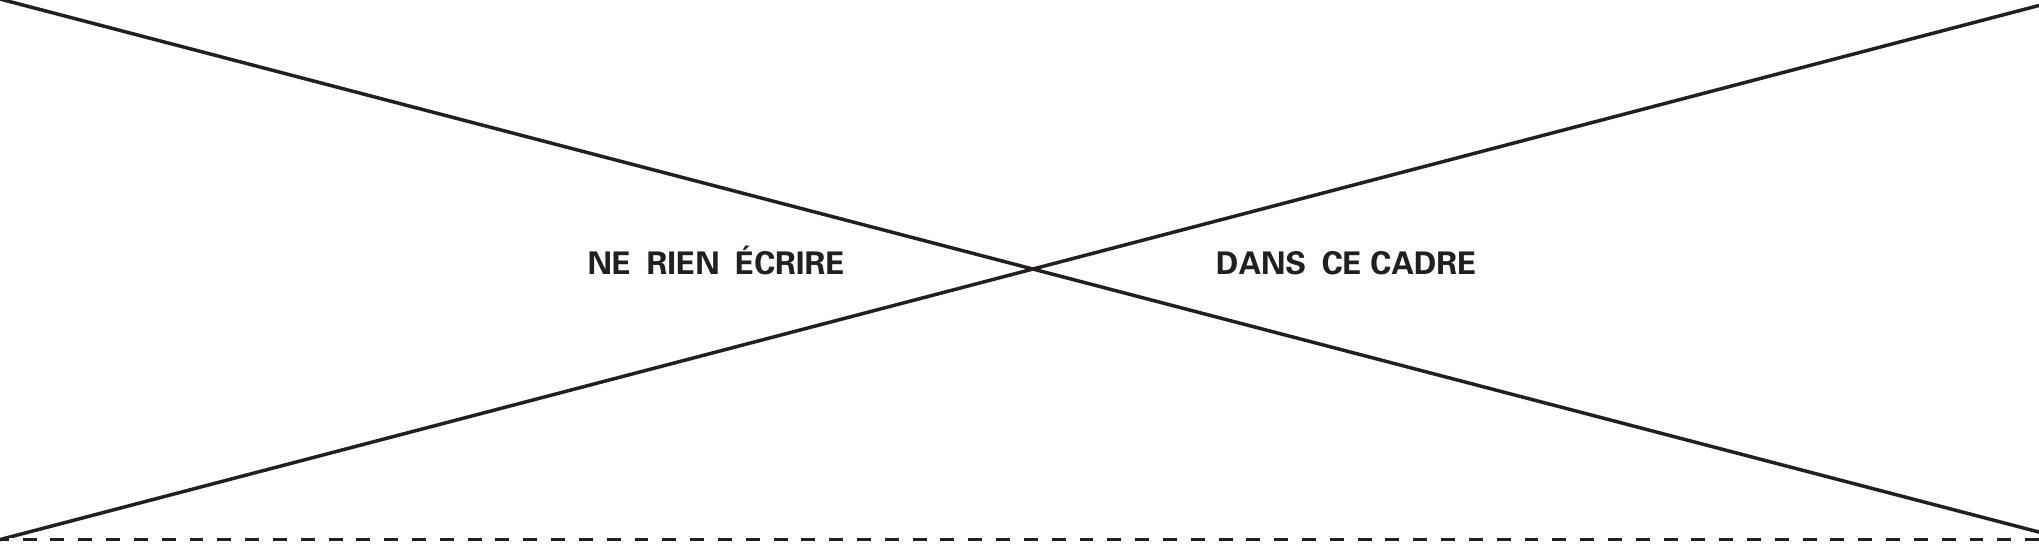 NE RIEN ÉCRIRE DANS CE CADRE